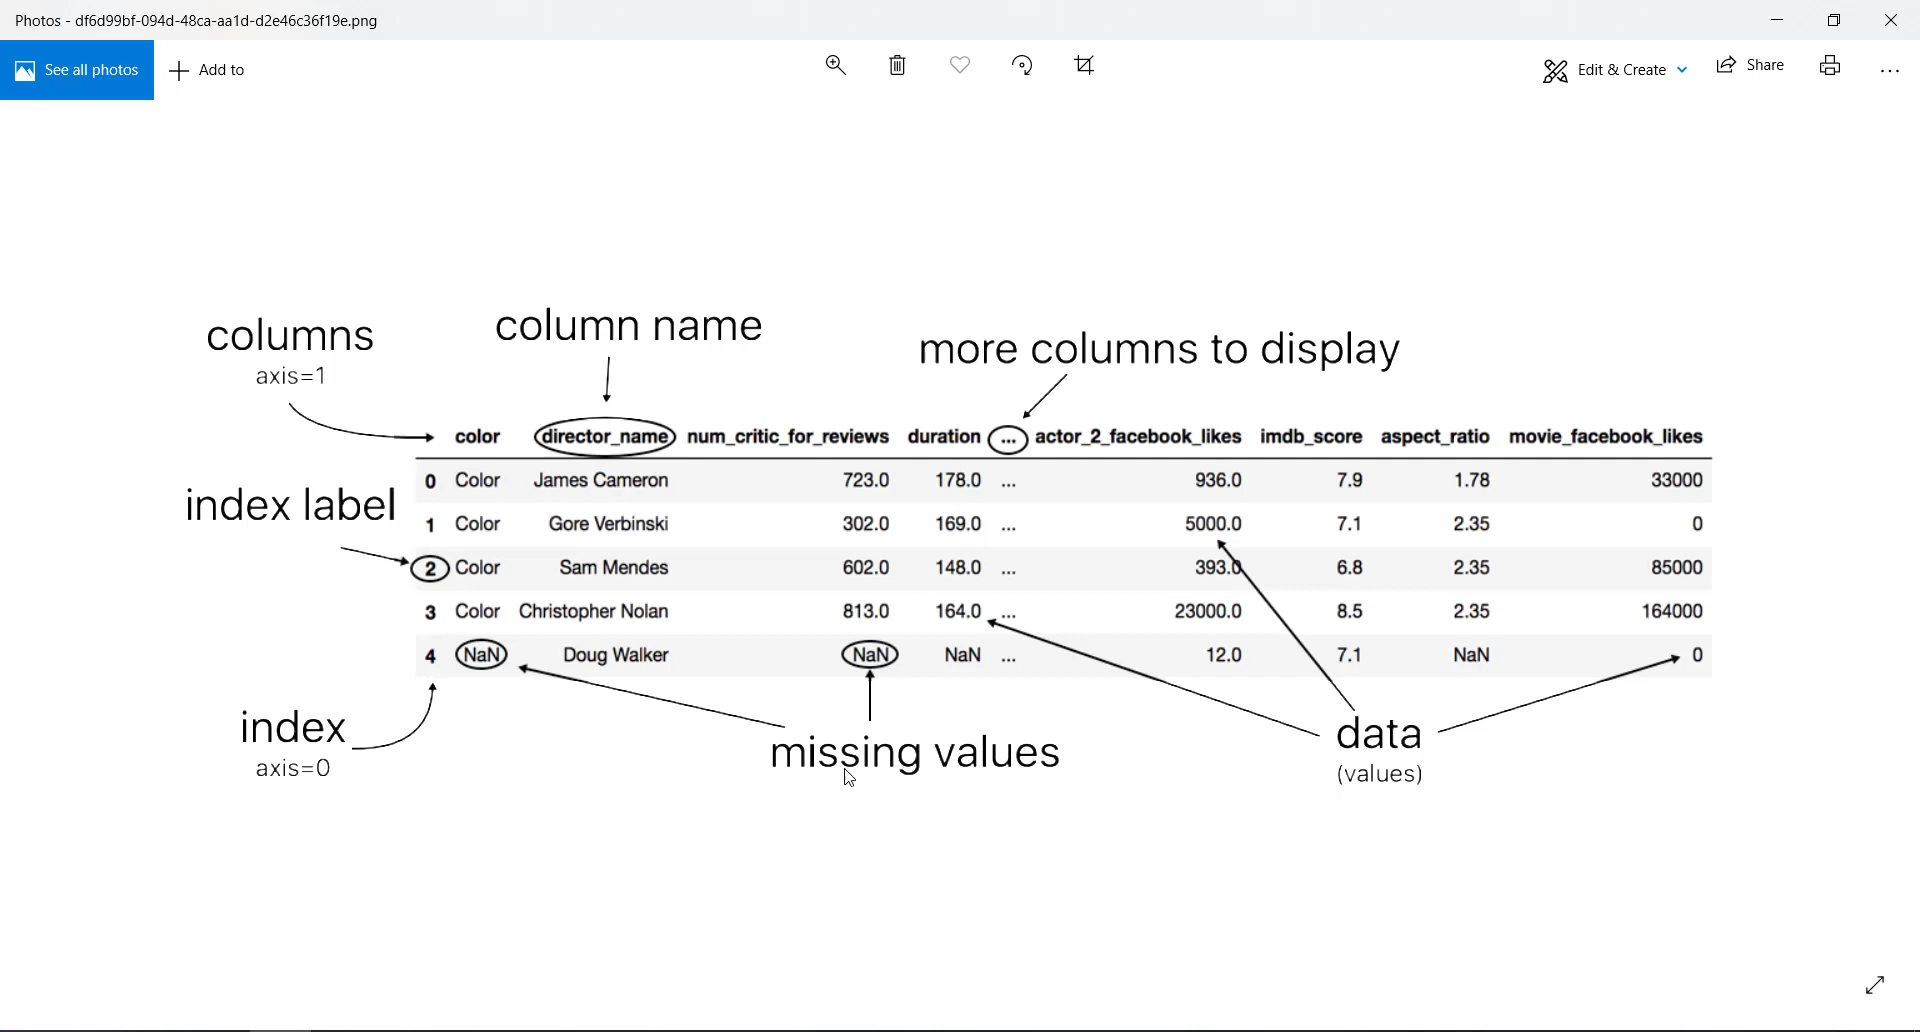 Photos - df6d99bf-094d-48ca-aa1d-d2e46c36f19e.png
See all photos Add to Edit & Create Share
columns
axis=1
column name
more columns to display
color director_name num_critic_for_reviews duration ... actor_2_facebook_likes imdb_score aspect_ratio movie_facebook_likes
0 Color James Cameron 723.0 178.0 ... 936.0 7.9 1.78 33000
index label
1 Color Gore Verbinski 302.0 169.0 ... 5000.0 7.1 2.35 0
2 Color Sam Mendes 602.0 148.0 ... 393.0 6.8 2.35 85000
3 Color Christopher Nolan 813.0 164.0 ... 23000.0 8.5 2.35 164000
4 NaN Doug Walker NaN NaN ... 12.0 7.1 NaN 0
index
axis=0
missing values
data
(values)